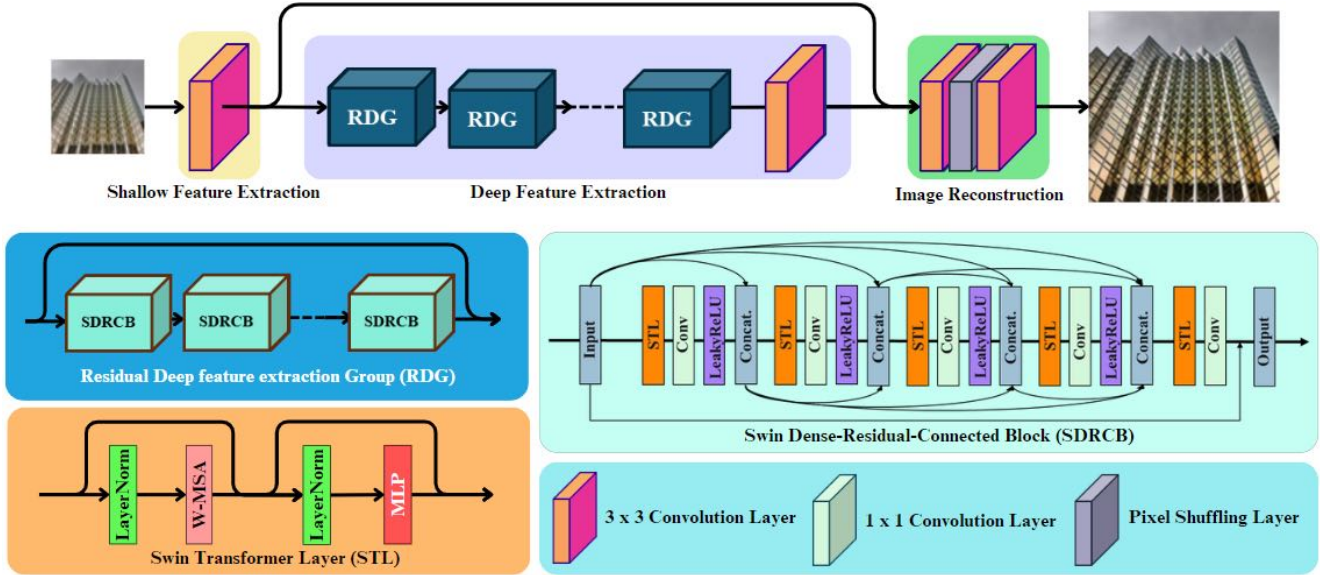 RDG
RDG
RDG
Shallow Feature Extraction
Deep Feature Extraction
Image Reconstruction
SDRCB
SDRCB
SDRCB
Residual Deep feature extraction Group (RDG)
Input
STL
Conv
LeakyReLU
Concat.
STL
Conv
LeakyReLU
Concat.
STL
Conv
LeakyReLU
Concat.
STL
Conv
LeakyReLU
Concat.
STL
Conv
Output
Swin Dense-Residual-Connected Block (SDRCB)
LayerNorm
W-MSA
LayerNorm
MLP
Swin Transformer Layer (STL)
3 x 3 Convolution Layer
1 x 1 Convolution Layer
Pixel Shuffling Layer